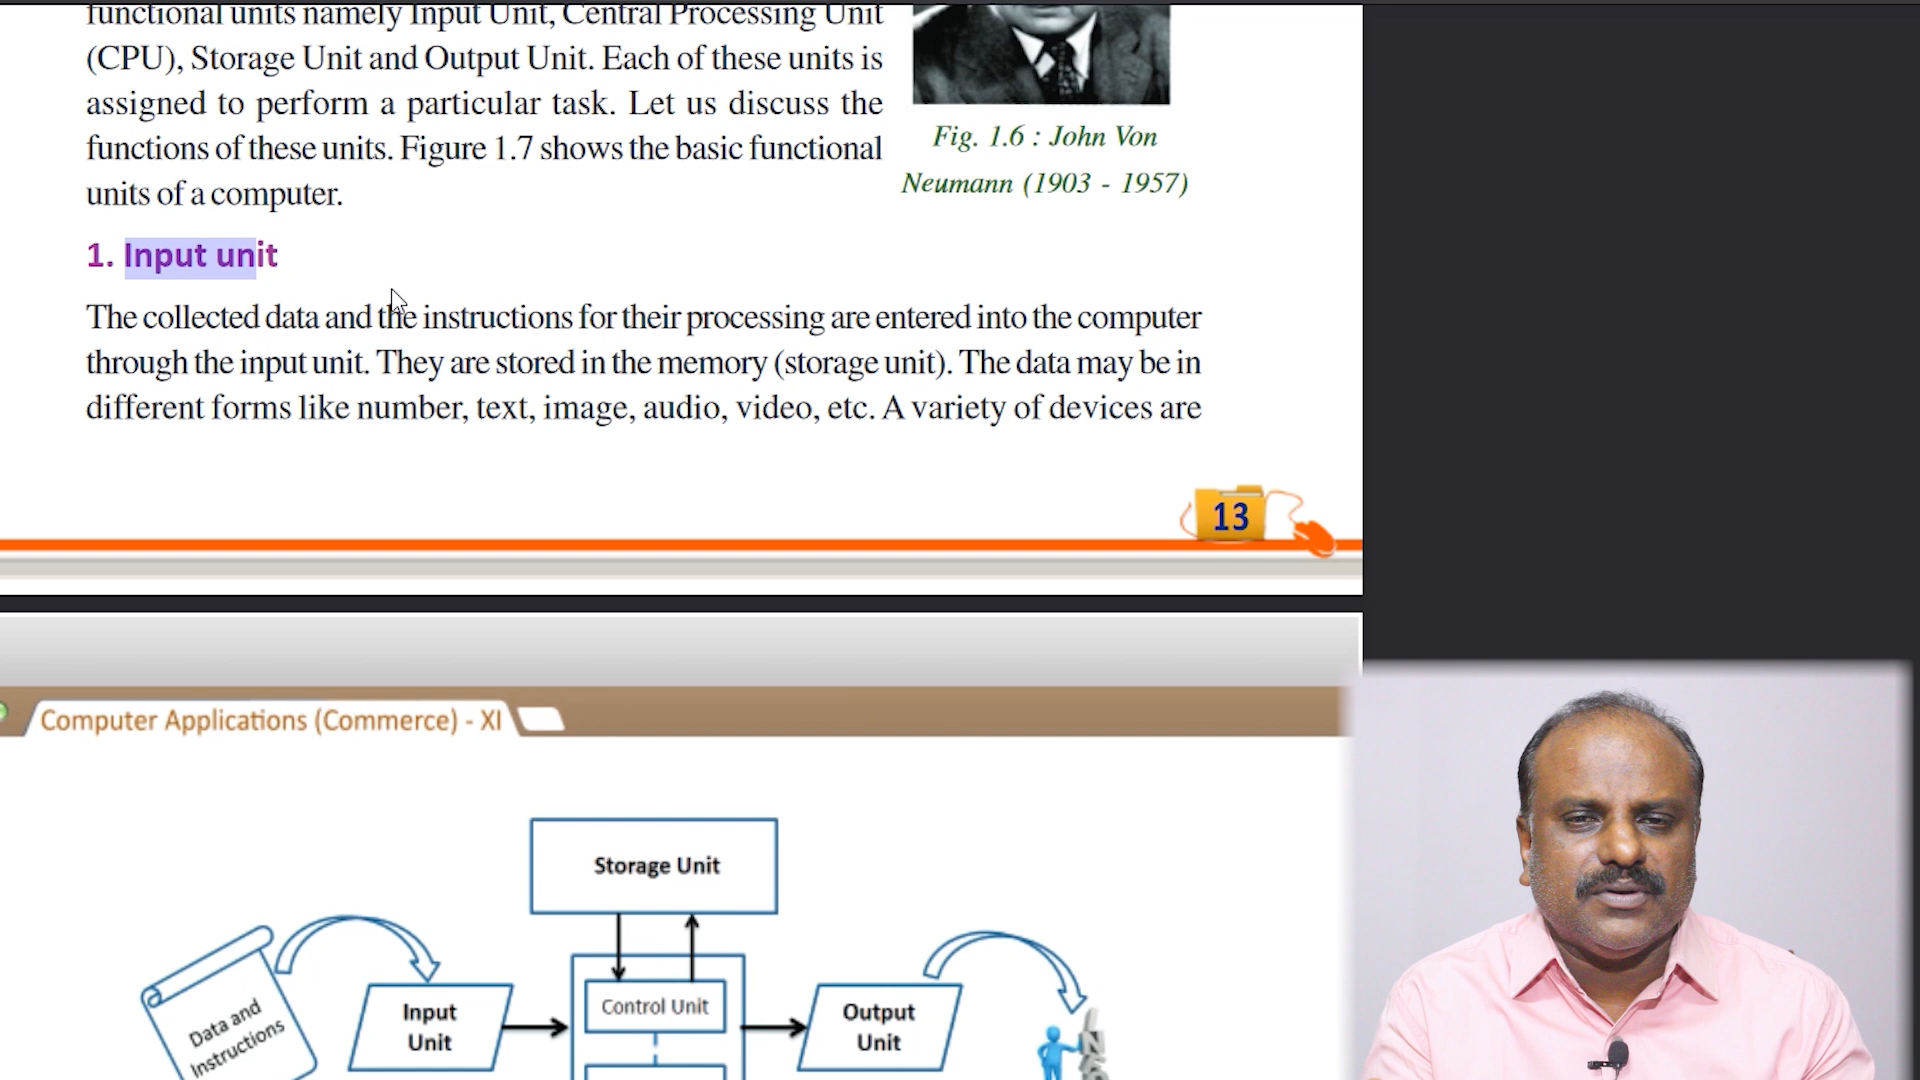 functional units namely Input Unit, Central Processing Unit
(CPU), Storage Unit and Output Unit. Each of these units is
assigned to perform a particular task. Let us discuss the
functions of these units. Figure 1.7 shows the basic functional
units of a computer.
Fig. 1.6 : John Von
Neumann (1903 - 1957)
1. Input unit
The collected data and the instructions for their processing are entered into the computer
through the input unit. They are stored in the memory (storage unit). The data may be in
different forms like number, text, image, audio, video, etc. A variety of devices are
13
Computer Applications (Commerce) - XI
Storage Unit
Data and
Instructions
Input
Unit
Control Unit
Output
Unit